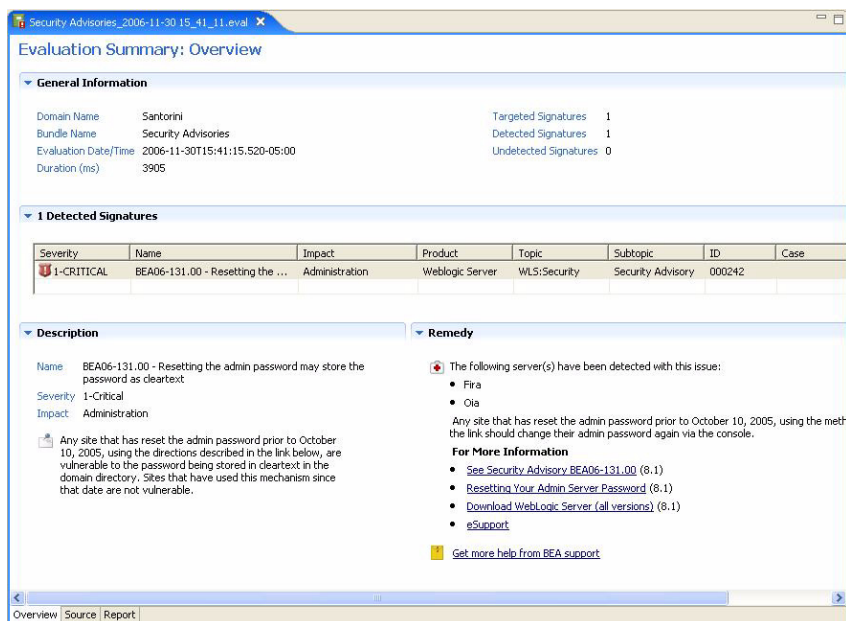 Security Advisories_2006-11-30 15_41_11.eval
Evaluation Summary: Overview
General Information
Domain Name Santorini
Bundle Name Security Advisories
Evaluation Date/Time 2006-11-30T15:41:15.520-05:00
Duration (ms) 3905
Targeted Signatures 1
Detected Signatures 1
Undetected Signatures 0
1 Detected Signatures
Severity Name Impact Product Topic Subtopic ID Case
1-CRITICAL BEA06-131.00 - Resetting the ... Administration Weblogic Server WLS:Security Security Advisory 000242
Description
Name BEA06-131.00 - Resetting the admin password may store the
password as cleartext
Severity 1-Critical
Impact Administration
Any site that has reset the admin password prior to October
10, 2005, using the directions described in the link below, are
vulnerable to the password being stored in cleartext in the
domain directory. Sites that have used this mechanism since
that date are not vulnerable.
Remedy
The following server(s) have been detected with this issue:
• Fira
• Oia
Any site that has reset the admin password prior to October 10, 2005, using the meth
the link should change their admin password again via the console.
For More Information
• See Security Advisory BEA06-131.00 (8.1)
• Resetting Your Admin Server Password (8.1)
• Download WebLogic Server (all versions) (8.1)
• eSupport
Get more help from BEA support
Overview Source Report